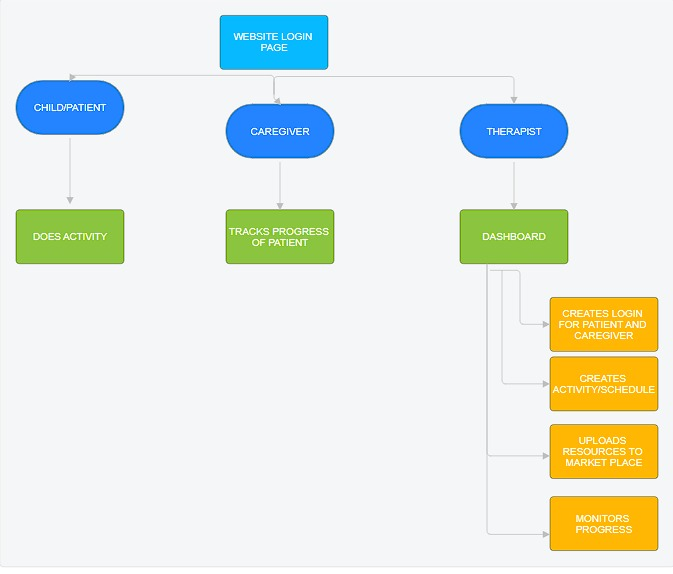 WEBSITE LOGIN
PAGE
CHILD/PATIENT
CAREGIVER
THERAPIST
DOES ACTIVITY
TRACKS PROGRESS
OF PATIENT
DASHBOARD
CREATES LOGIN
FOR PATIENT AND
CAREGIVER
CREATES
ACTIVITY/SCHEDULE
UPLOADS
RESOURCES TO
MARKET PLACE
MONITORS
PROGRESS